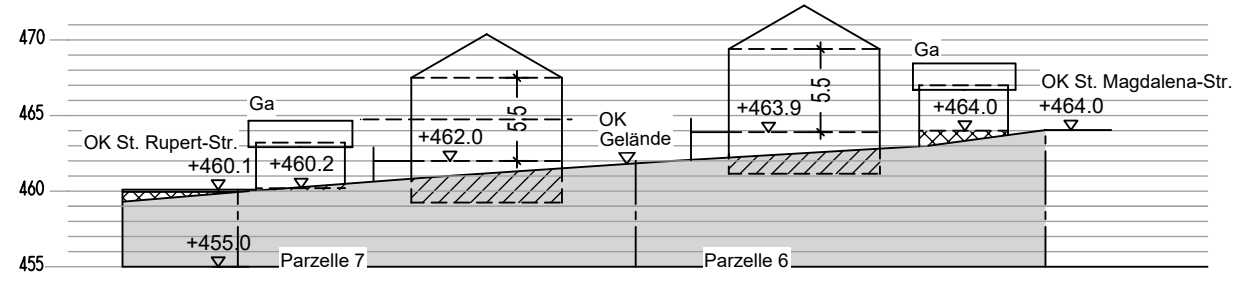 470
465
460
455
Ga
Ga
OK St. Magdalena-Str.
+464.0
+464.0
+463.9
5.5
5.5
OK
Gelände
+462.0
OK St. Rupert-Str.
+460.1
+460.2
+455.0
Parzelle 7
Parzelle 6